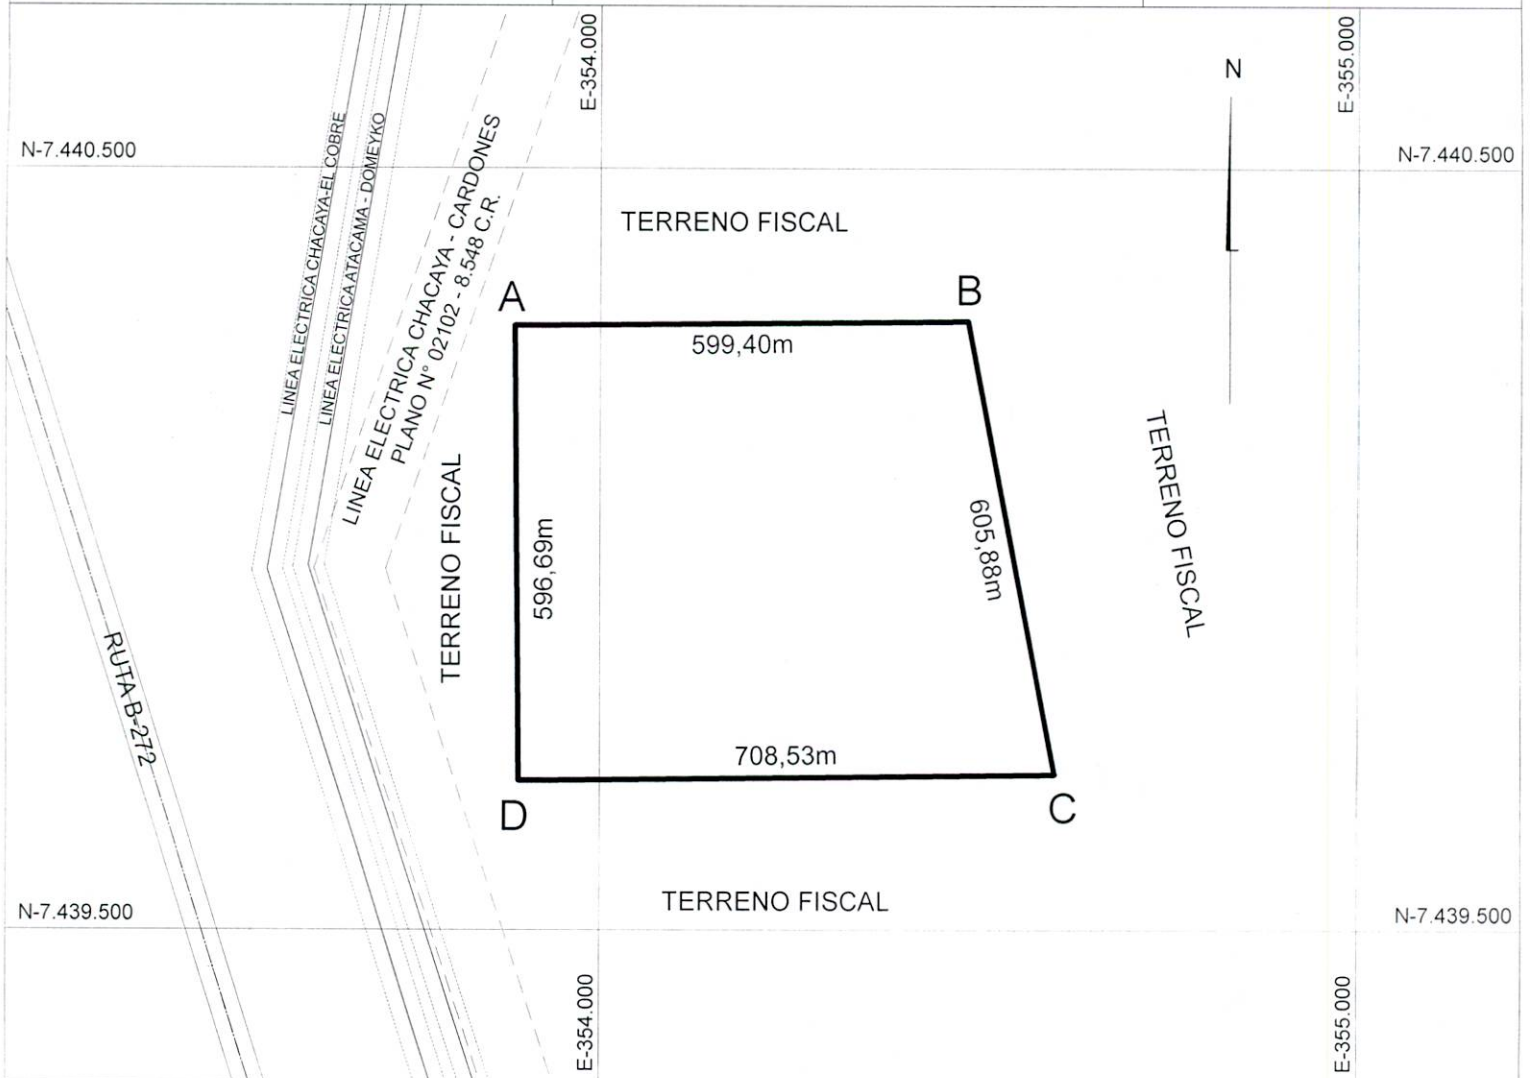 E-354.000
E-355.000
N
N-7.440.500
N-7.440.500
LINEA ELECTRICA CHACAYA-EL COBRE
LINEA ELECTRICA ATACAMA - DOMEYKO
LINEA ELECTRICA CHACAYA - CARDONES
PLANO N° 02102 - 8.548 C.R.
TERRENO FISCAL
A
B
599,40m
TERRENO FISCAL
596,69m
605,88m
TERRENO FISCAL
RUTA B-272
708,53m
D
C
TERRENO FISCAL
N-7.439.500
N-7.439.500
E-354.000
E-355.000